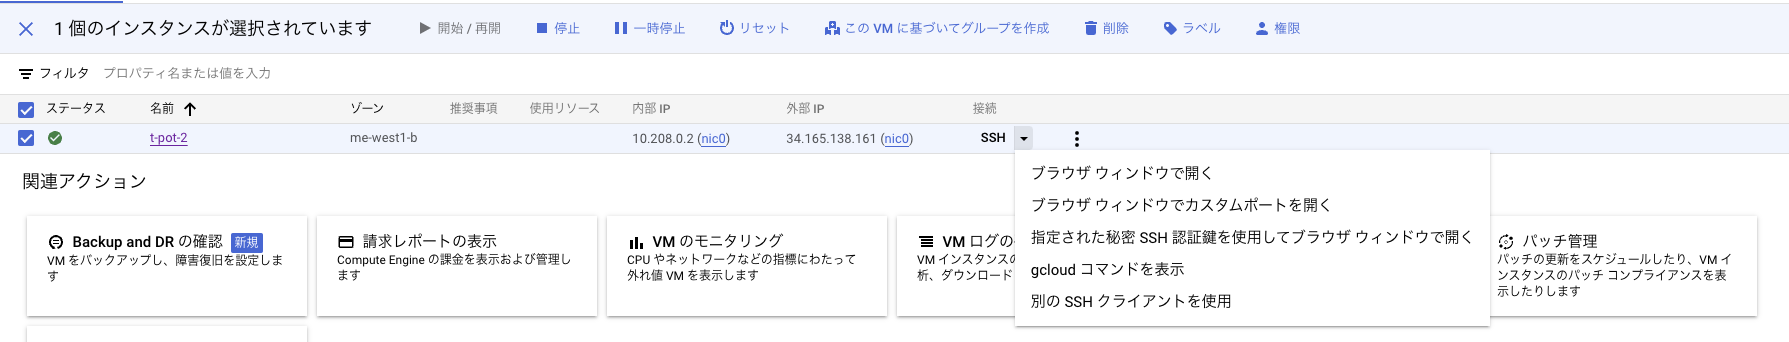 1 個のインスタンスが選択されています
開始 / 再開
停止
一時停止
リセット
この VM に基づいてグループを作成
削除
ラベル
権限
フィルタ プロパティ名または値を入力
ステータス 名前 ゾーン 推奨事項 使用リソース 内部 IP 外部 IP 接続
t-pot-2 me-west1-b 10.208.0.2 (nic0) 34.165.138.161 (nic0) SSH
ブラウザ ウィンドウで開く
ブラウザ ウィンドウでカスタムポートを開く
指定された秘密 SSH 認証鍵を使用してブラウザ ウィンドウで開く
gcloud コマンドを表示
別の SSH クライアントを使用
関連アクション
Backup and DR の確認 新規
VM をバックアップし、障害復旧を設定しま
す
請求レポートの表示
Compute Engine の課金を表示および管理し
ます
VM のモニタリング
CPU やネットワークなどの指標にわたって
外れ値 VM を表示します
VM ログの
VM インスタンスの
析、ダウンロード
パッチ管理
パッチの更新をスケジュールしたり、VM イ
ンスタンスのパッチ コンプライアンスを表
示したりします